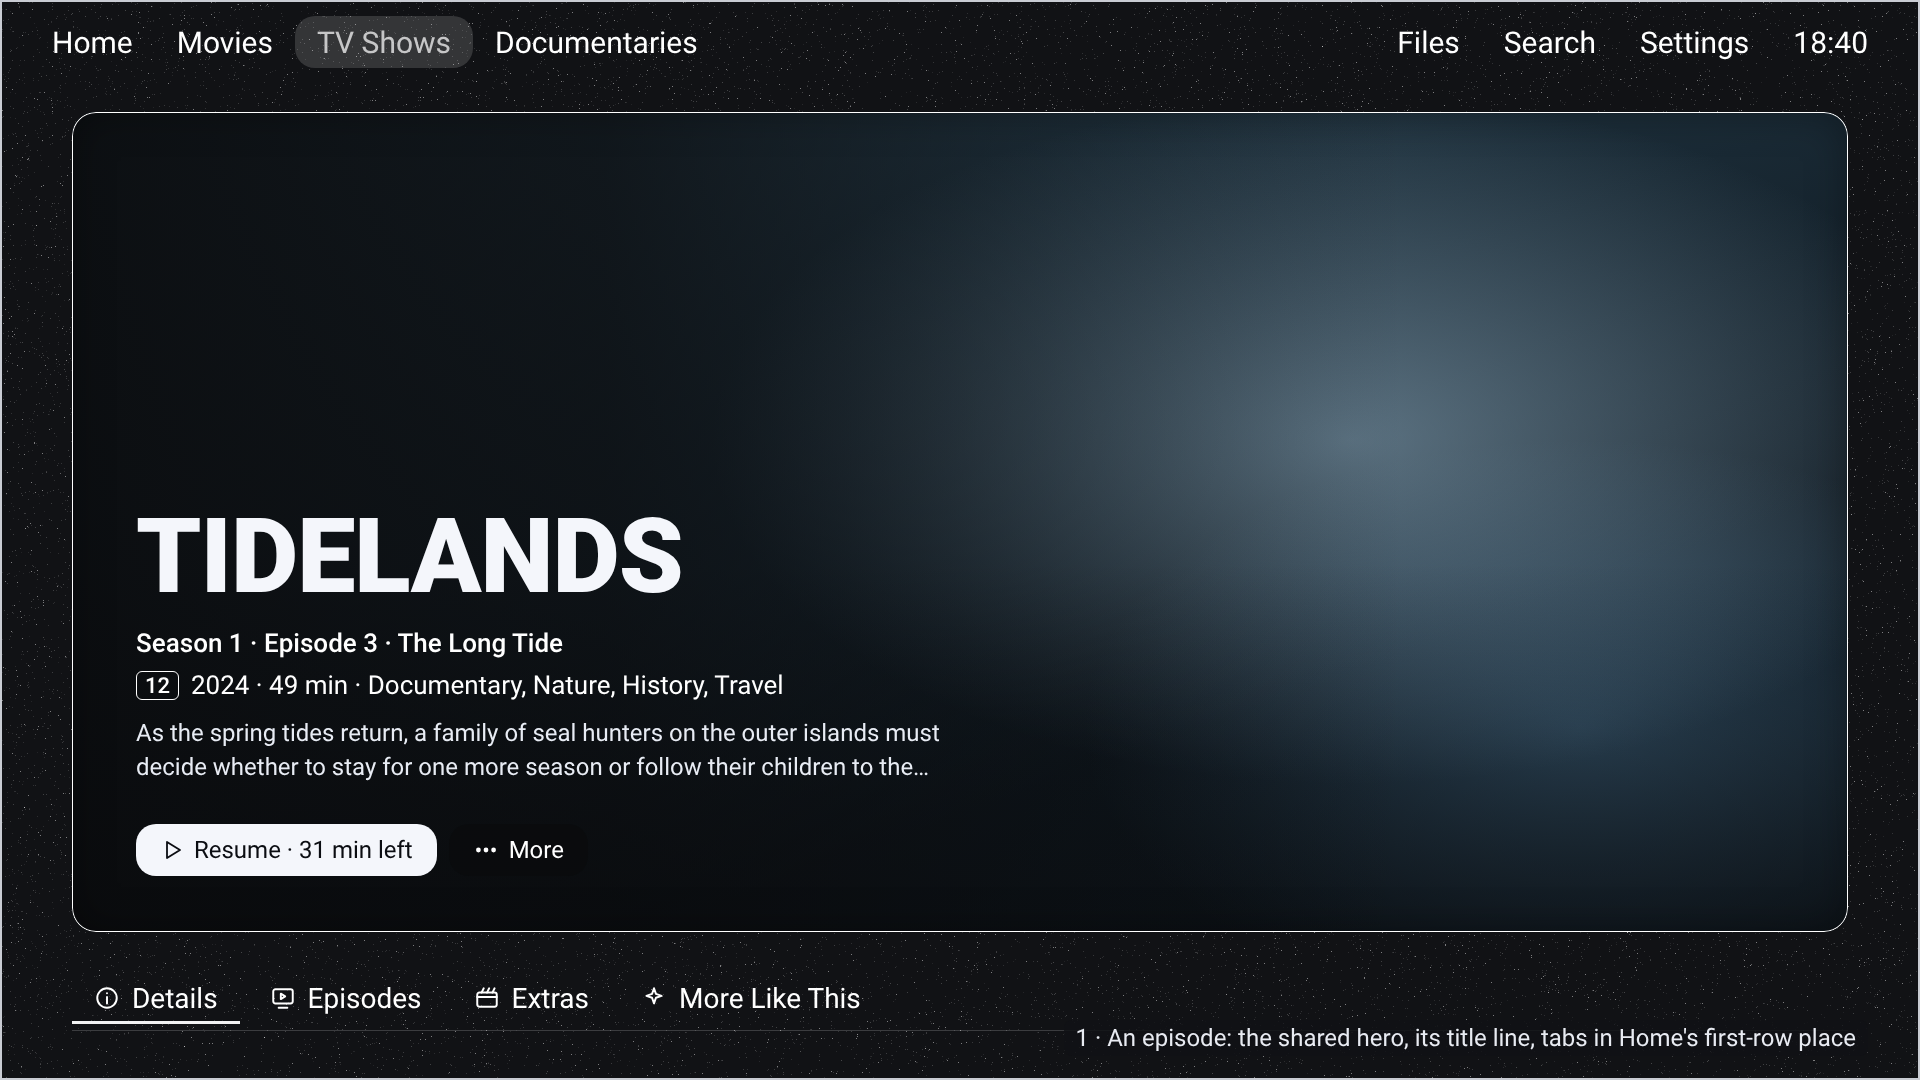 Home Movies TV Shows Documentaries Files Search Settings 18:40
TIDELANDS
Season 1 · Episode 3 · The Long Tide
12 2024 · 49 min · Documentary, Nature, History, Travel
As the spring tides return, a family of seal hunters on the outer islands must
decide whether to stay for one more season or follow their children to the…
Resume · 31 min left More
Details Episodes Extras More Like This
1 · An episode: the shared hero, its title line, tabs in Home's first-row place